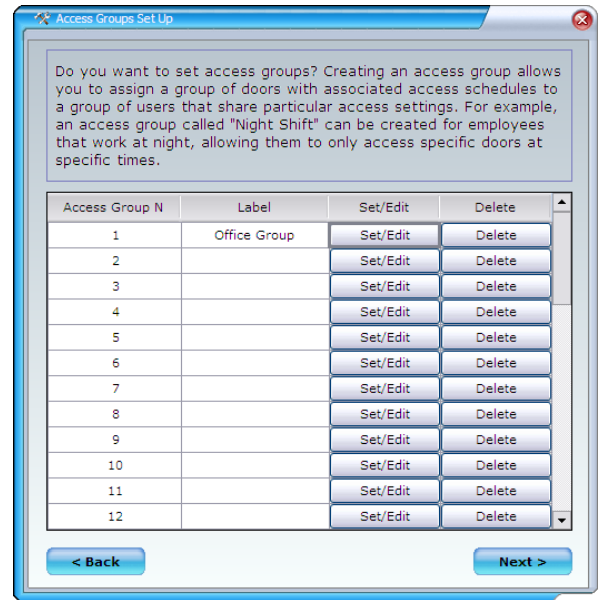 Access Groups Set Up
Do you want to set access groups? Creating an access group allows
you to assign a group of doors with associated access schedules to
a group of users that share particular access settings. For example,
an access group called "Night Shift" can be created for employees
that work at night, allowing them to only access specific doors at
specific times.
Access Group N Label Set/Edit Delete
1 Office Group Set/Edit Delete
2 Set/Edit Delete
3 Set/Edit Delete
4 Set/Edit Delete
5 Set/Edit Delete
6 Set/Edit Delete
7 Set/Edit Delete
8 Set/Edit Delete
9 Set/Edit Delete
10 Set/Edit Delete
11 Set/Edit Delete
12 Set/Edit Delete
< Back Next >